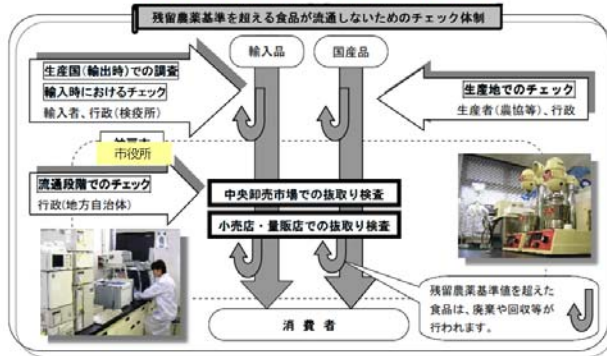 残留農薬基準を超える食品が流通しないためのチェック体制
輸入品
国産品
生産国(輸出時)での調査
輸入時におけるチェック
輸入者、行政(検疫所)
生産地でのチェック
生産者(農協等)、行政
市役所
流通段階でのチェック
行政(地方自治体)
中央卸売市場での抜取り検査
小売店・量販店での抜取り検査
残留農薬基準値を超えた
食品は、廃棄や回収等が
行われます。
消費者